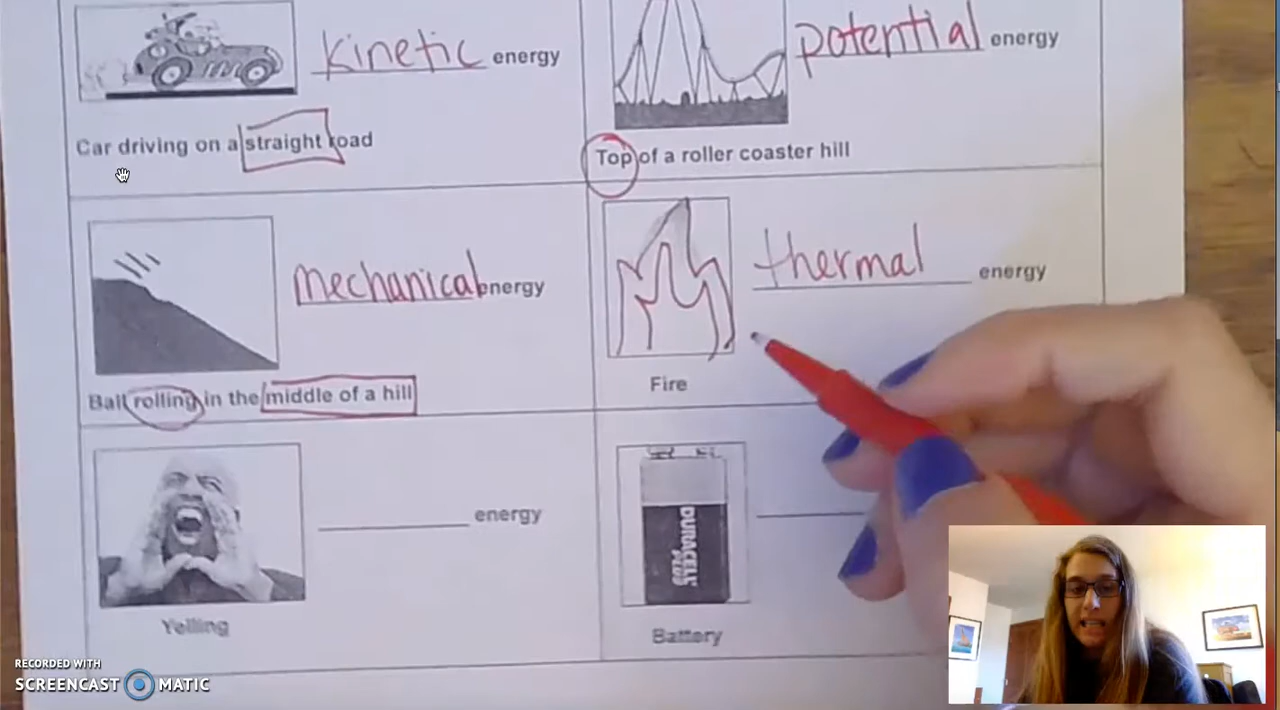 kinetic energy
potential energy
Car driving on a straight road
Top of a roller coaster hill
mechanical energy
thermal energy
Ball rolling in the middle of a hill
Fire
energy
DURACELL
PLUS
Yelling
Battery
RECORDED WITH
SCREENCAST MATIC